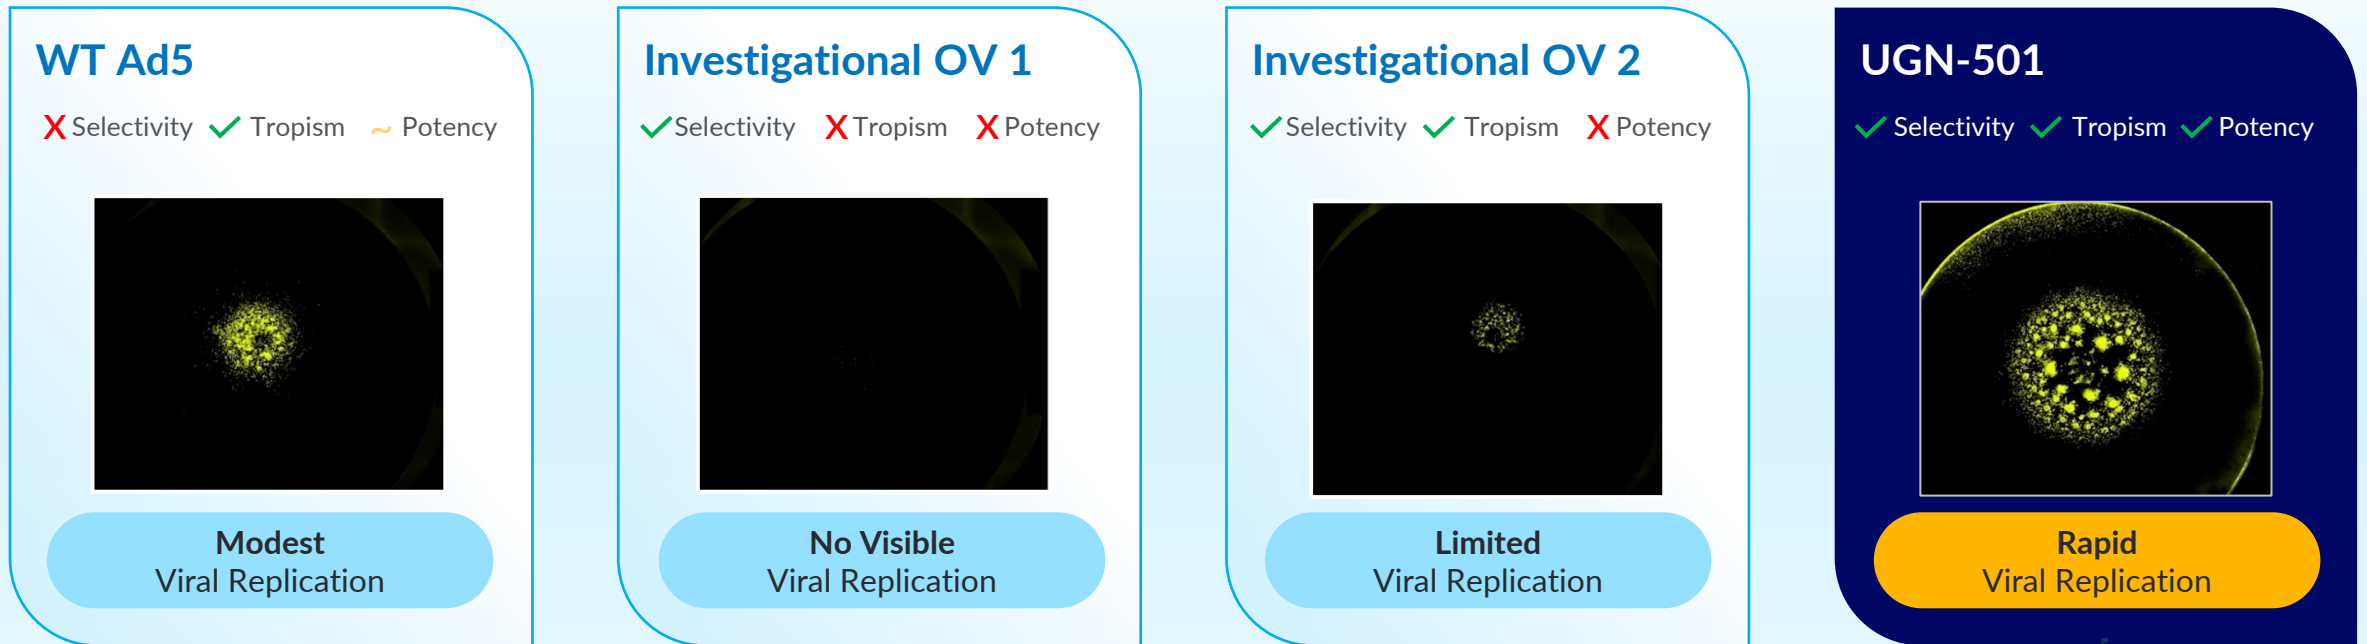 WT Ad5
X Selectivity ✓ Tropism ~ Potency
Modest
Viral Replication
Investigational OV 1
✓ Selectivity X Tropism X Potency
No Visible
Viral Replication
Investigational OV 2
✓ Selectivity ✓ Tropism X Potency
Limited
Viral Replication
UGN-501
✓ Selectivity ✓ Tropism ✓ Potency
Rapid
Viral Replication